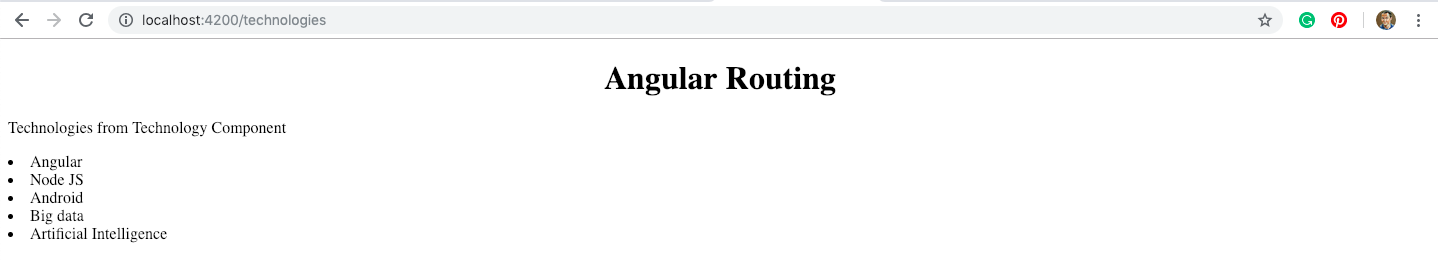 localhost:4200/technologies
Angular Routing
Technologies from Technology Component
• Angular
• Node JS
• Android
• Big data
• Artificial Intelligence